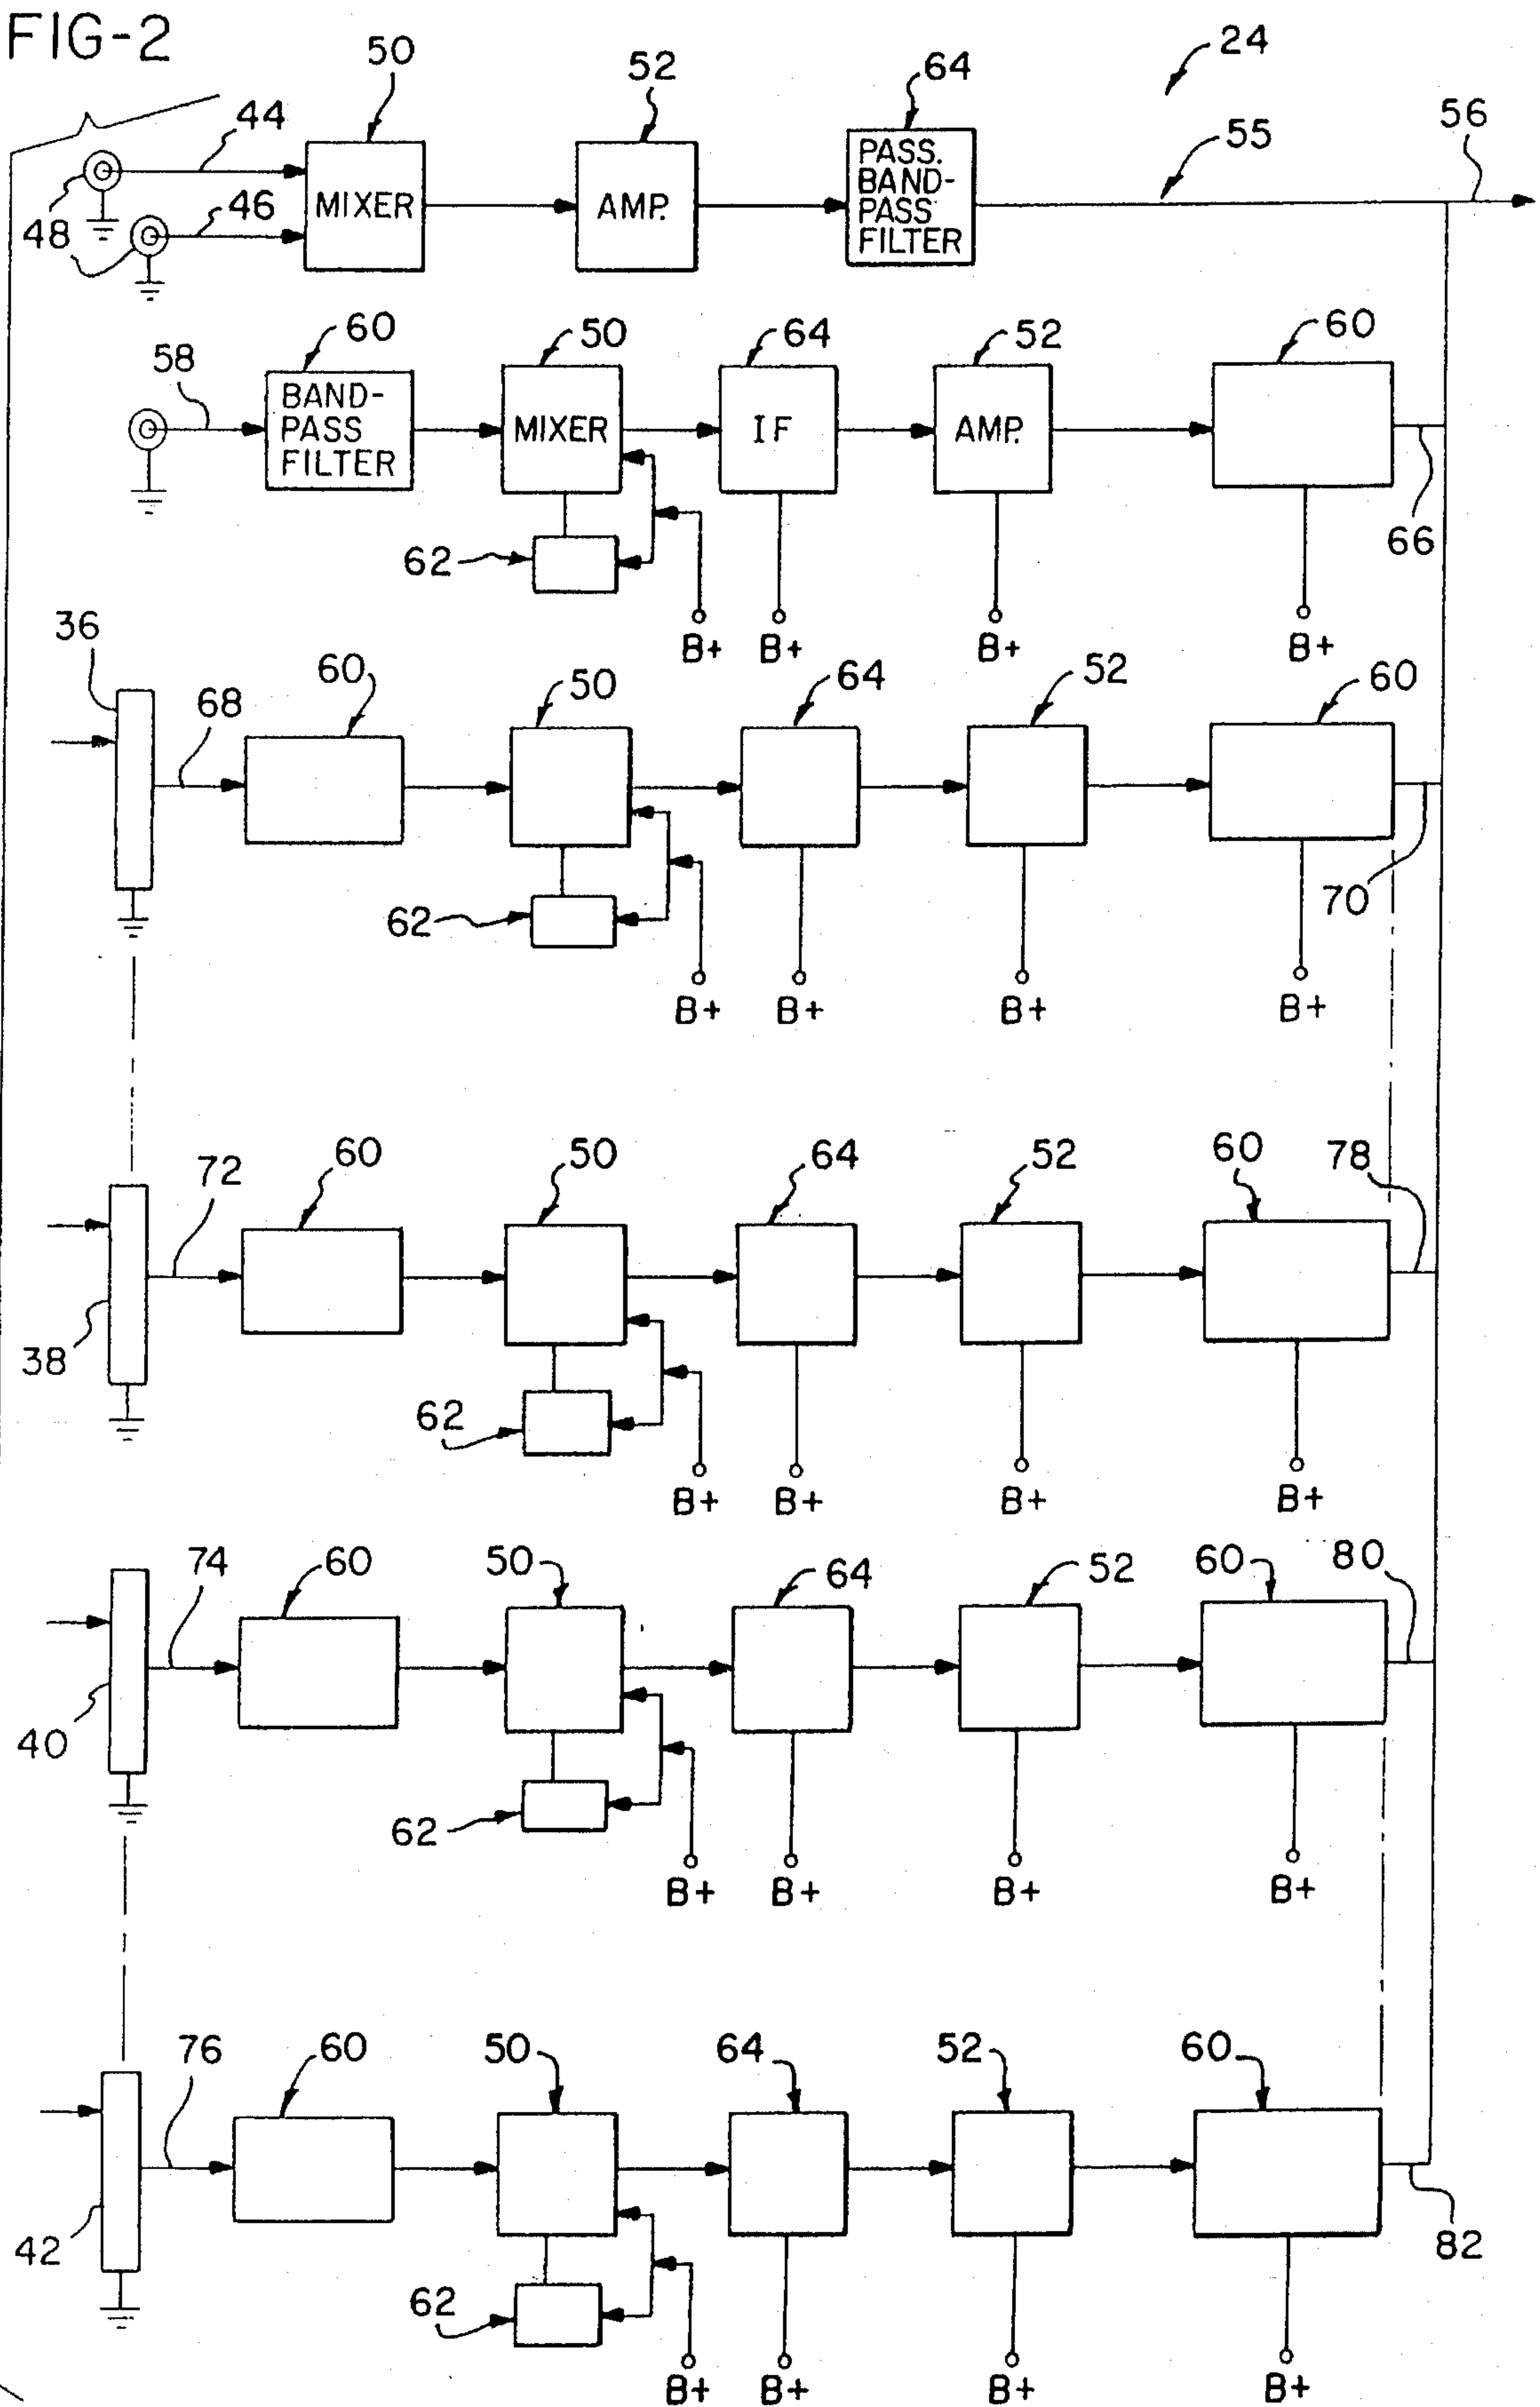 FIG-2
50
52
64
24
44
55
56
48
46
MIXER
AMP.
PASS.
BAND-
PASS
FILTER
58
60
50
64
52
60
BAND-
PASS
FILTER
MIXER
IF
AMP.
66
62
B+
B+
B+
B+
36
68
60
50
64
52
60
70
62
B+
B+
B+
B+
72
60
50
64
52
60
78
38
62
B+
B+
B+
B+
74
60
50
64
52
60
80
40
62
B+
B+
B+
B+
76
60
50
64
52
60
42
82
62
B+
B+
B+
B+